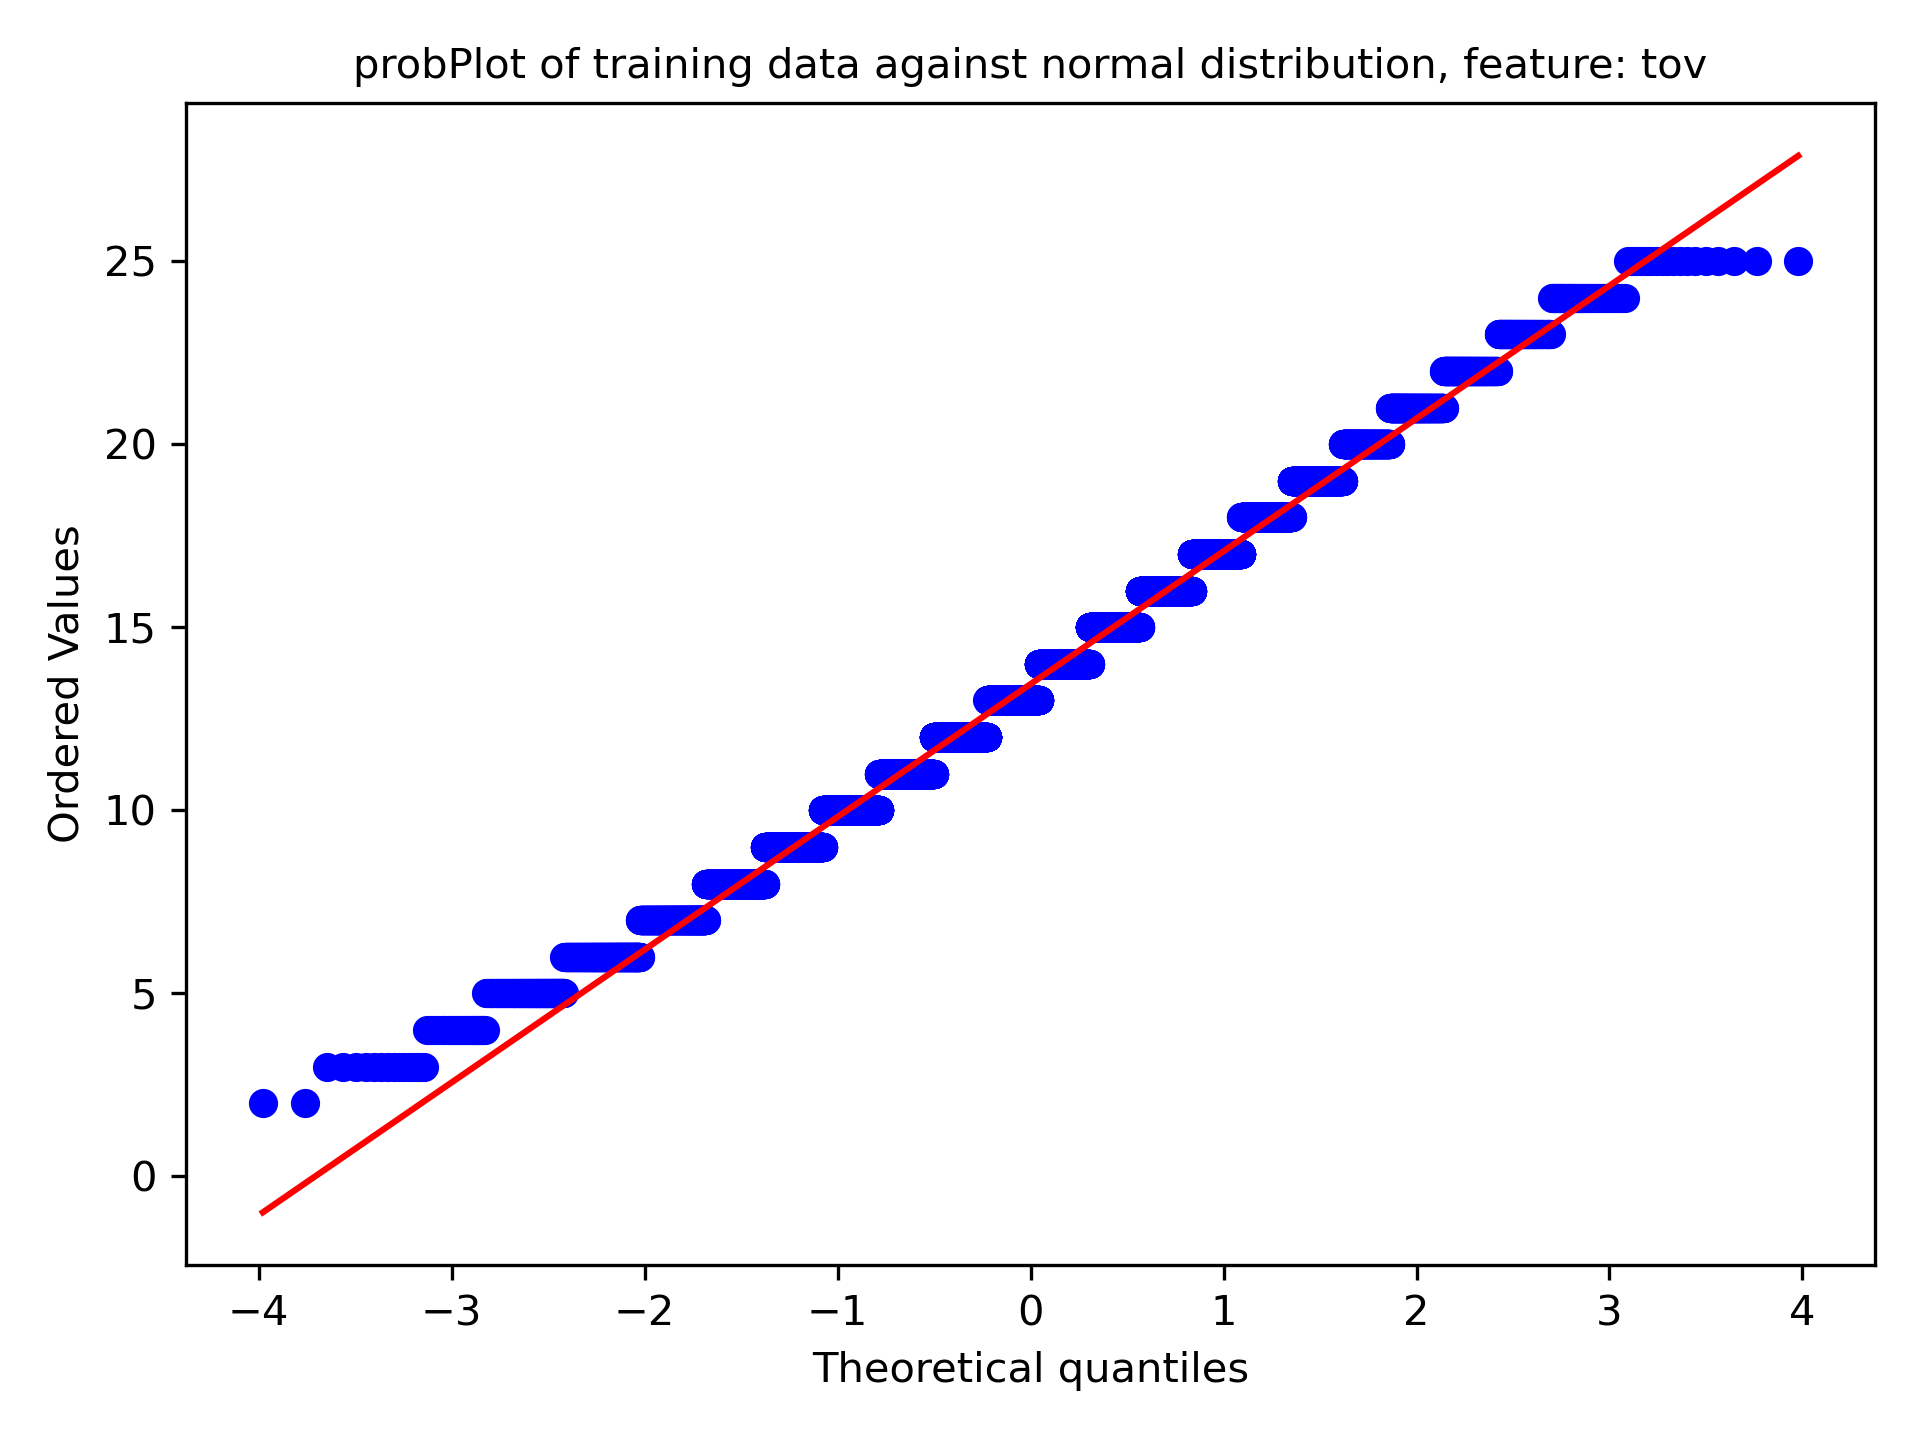 probPlot of training data against normal distribution, feature: tov
Ordered Values
25
20
15
10
5
0
−4 −3 −2 −1 0 1 2 3 4
Theoretical quantiles